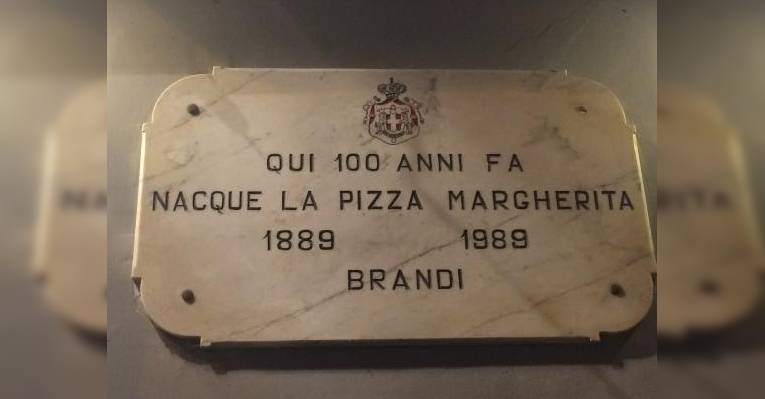 QUI 100 ANNI FA
NACQUE LA PIZZA MARGHERITA
1889 1989
BRANDI